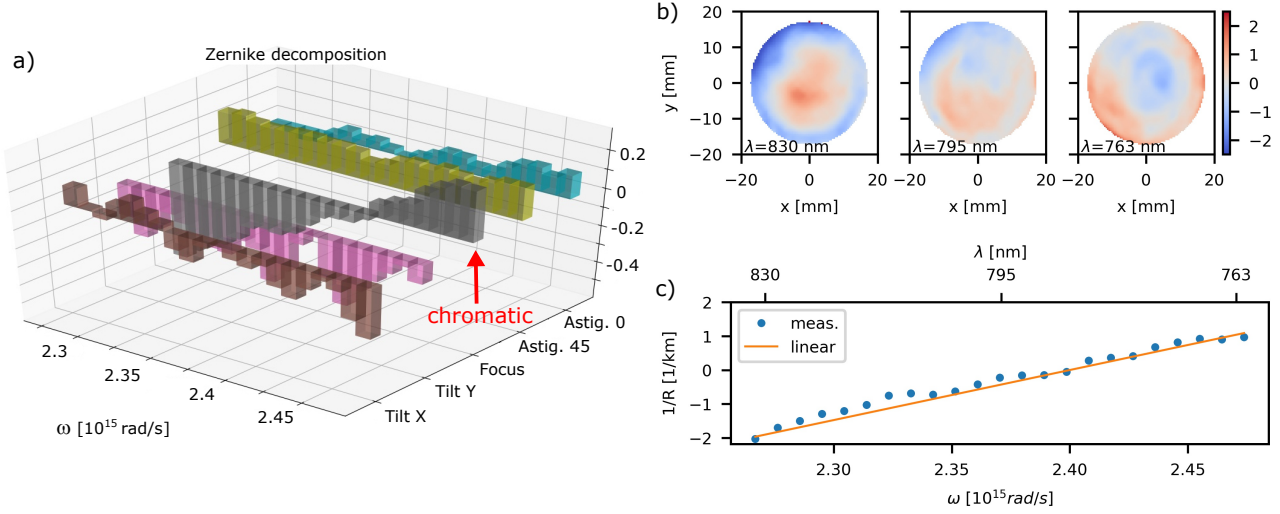 a)
Zernike decomposition
0.2
0
-0.2
-0.4
chromatic
Astig. 0
Astig. 45
Focus
Tilt Y
Tilt X
2.3
2.35
2.4
2.45
ω [10¹⁵ rad/s]
b)
20
10
0
−10
−20
y [mm]
λ=830 nm
λ=795 nm
λ=763 nm
−20 0 20
−20 0 20
−20 0 20
x [mm]
x [mm]
x [mm]
2
1
0
−1
−2
c)
λ [nm]
830 795 763
2
1
0
−1
−2
1/R [1/km]
meas.
linear
2.30 2.35 2.40 2.45
ω [10¹⁵rad/s]